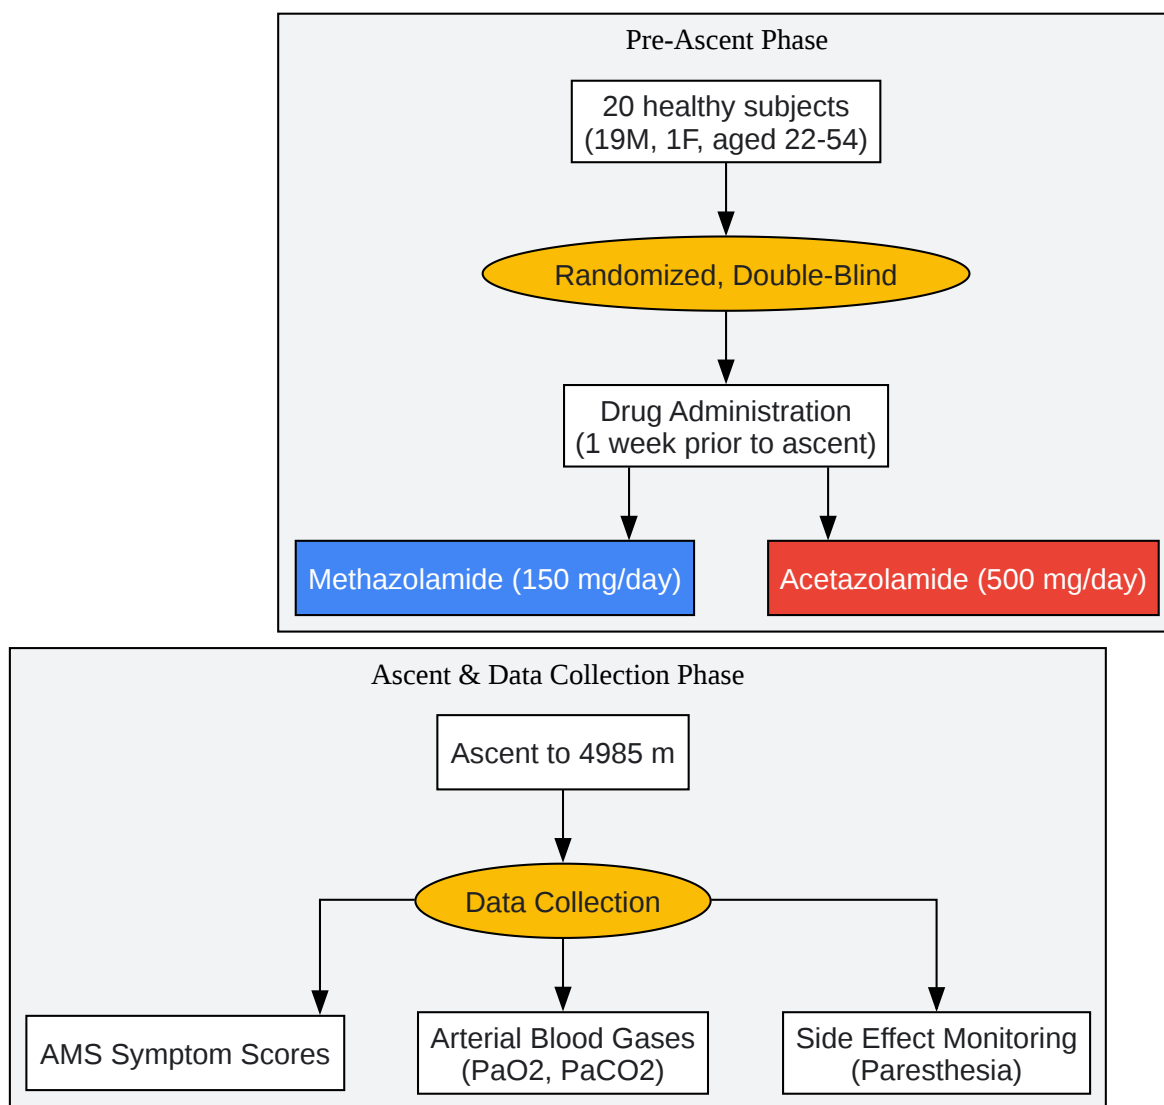 Pre-Ascent Phase
20 healthy subjects
(19M, 1F, aged 22-54)
Randomized, Double-Blind
Drug Administration
(1 week prior to ascent)
Methazolamide (150 mg/day)
Acetazolamide (500 mg/day)
Ascent & Data Collection Phase
Ascent to 4985 m
Data Collection
AMS Symptom Scores
Arterial Blood Gases
(PaO2, PaCO2)
Side Effect Monitoring
(Paresthesia)